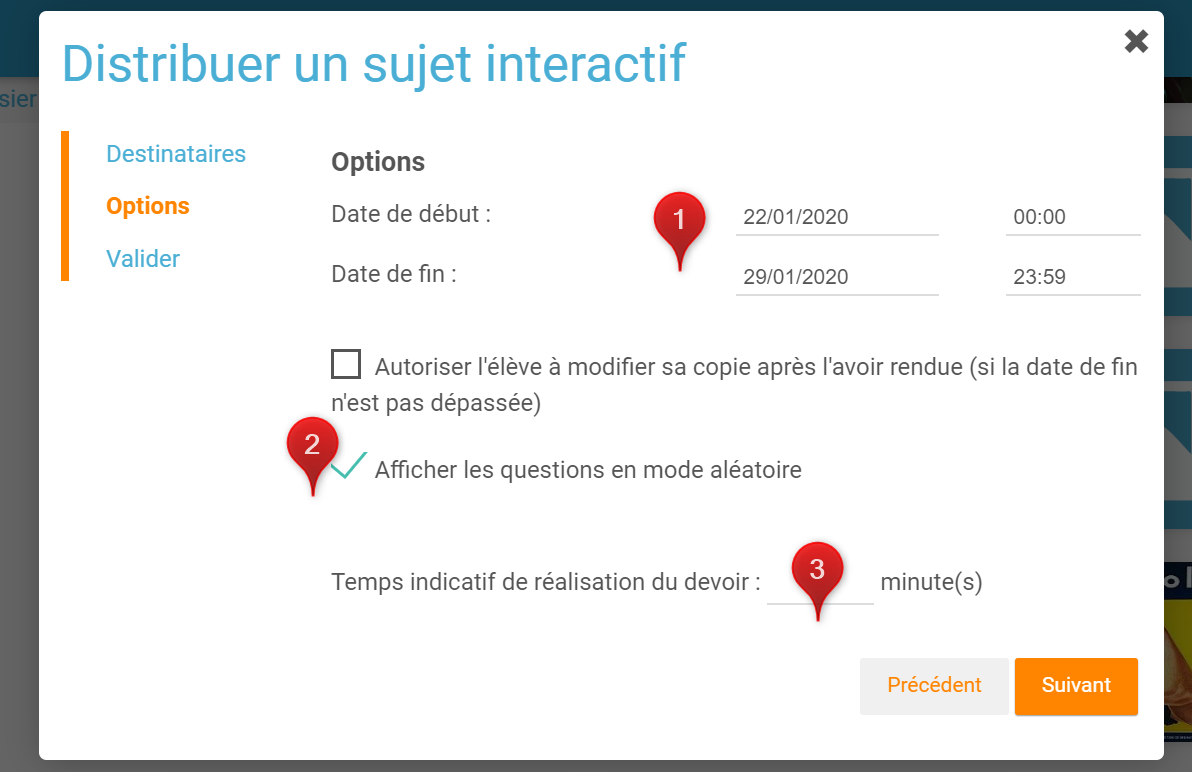 Distribuer un sujet interactif
sier
Destinataires
Options
Valider
Options
Date de début :
1
22/01/2020
00:00
Date de fin :
29/01/2020
23:59
Autoriser l'élève à modifier sa copie après l'avoir rendue (si la date de fin
n'est pas dépassée)
2
Afficher les questions en mode aléatoire
Temps indicatif de réalisation du devoir :
3
minute(s)
Précédent
Suivant